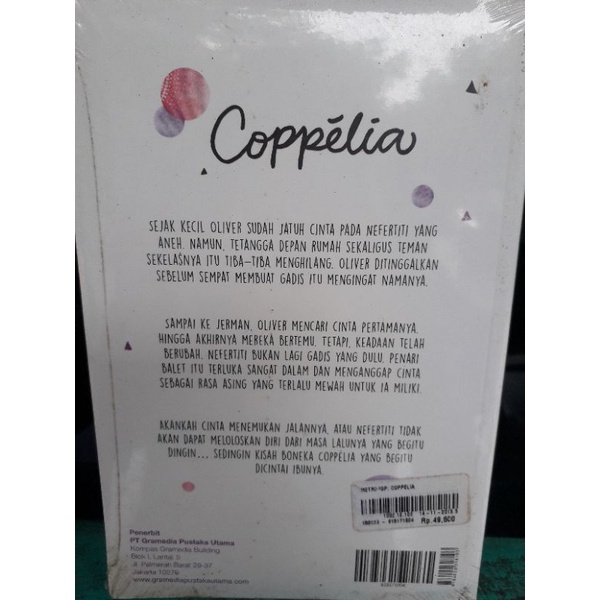 Coppélia
SEJAK KECIL OLIVER SUDAH JATUH CINTA PADA NEFERTITI YANG
ANEH. NAMUN, TETANGGA DEPAN RUMAH SEKALIGUS TEMAN
SEKELASNYA ITU TIBA-TIBA MENGHILANG. OLIVER DITINGGALKAN
SEBELUM SEMPAT MEMBUAT GADIS ITU MENGINGAT NAMANYA.
SAMPAI KE JERMAN, OLIVER MENCARI CINTA PERTAMANYA.
HINGGA AKHIRNYA MEREKA BERTEMU. TETAPI, KEADAAN TELAH
BERUBAH. NEFERTITI BUKAN LAGI GADIS YANG DULU. PENARI
BALET ITU TERLUKA SANGAT DALAM DAN MENGANGGAP CINTA
SEBAGAI RASA ASING YANG TERLALU MEWAH UNTUK IA MILIKI.
AKANKAH CINTA MENEMUKAN JALANNYA, ATAU NEFERTITI TIDAK
AKAN DAPAT MELOLOSKAN DIRI DARI MASA LALUNYA YANG BEGITU
DINGIN... SEDINGIN KISAH BONEKA COPPÉLIA YANG BEGITU
DICINTAI IBUNYA.
METROPOP: COPPELIA
Rp.49,600
Penerbit
PT Gramedia Pustaka Utama
Kompas Gramedia Building
Blok I, Lantai 5
Jl. Palmerah Barat 29-37
Jakarta 10270
www.gramediapustakautama.com